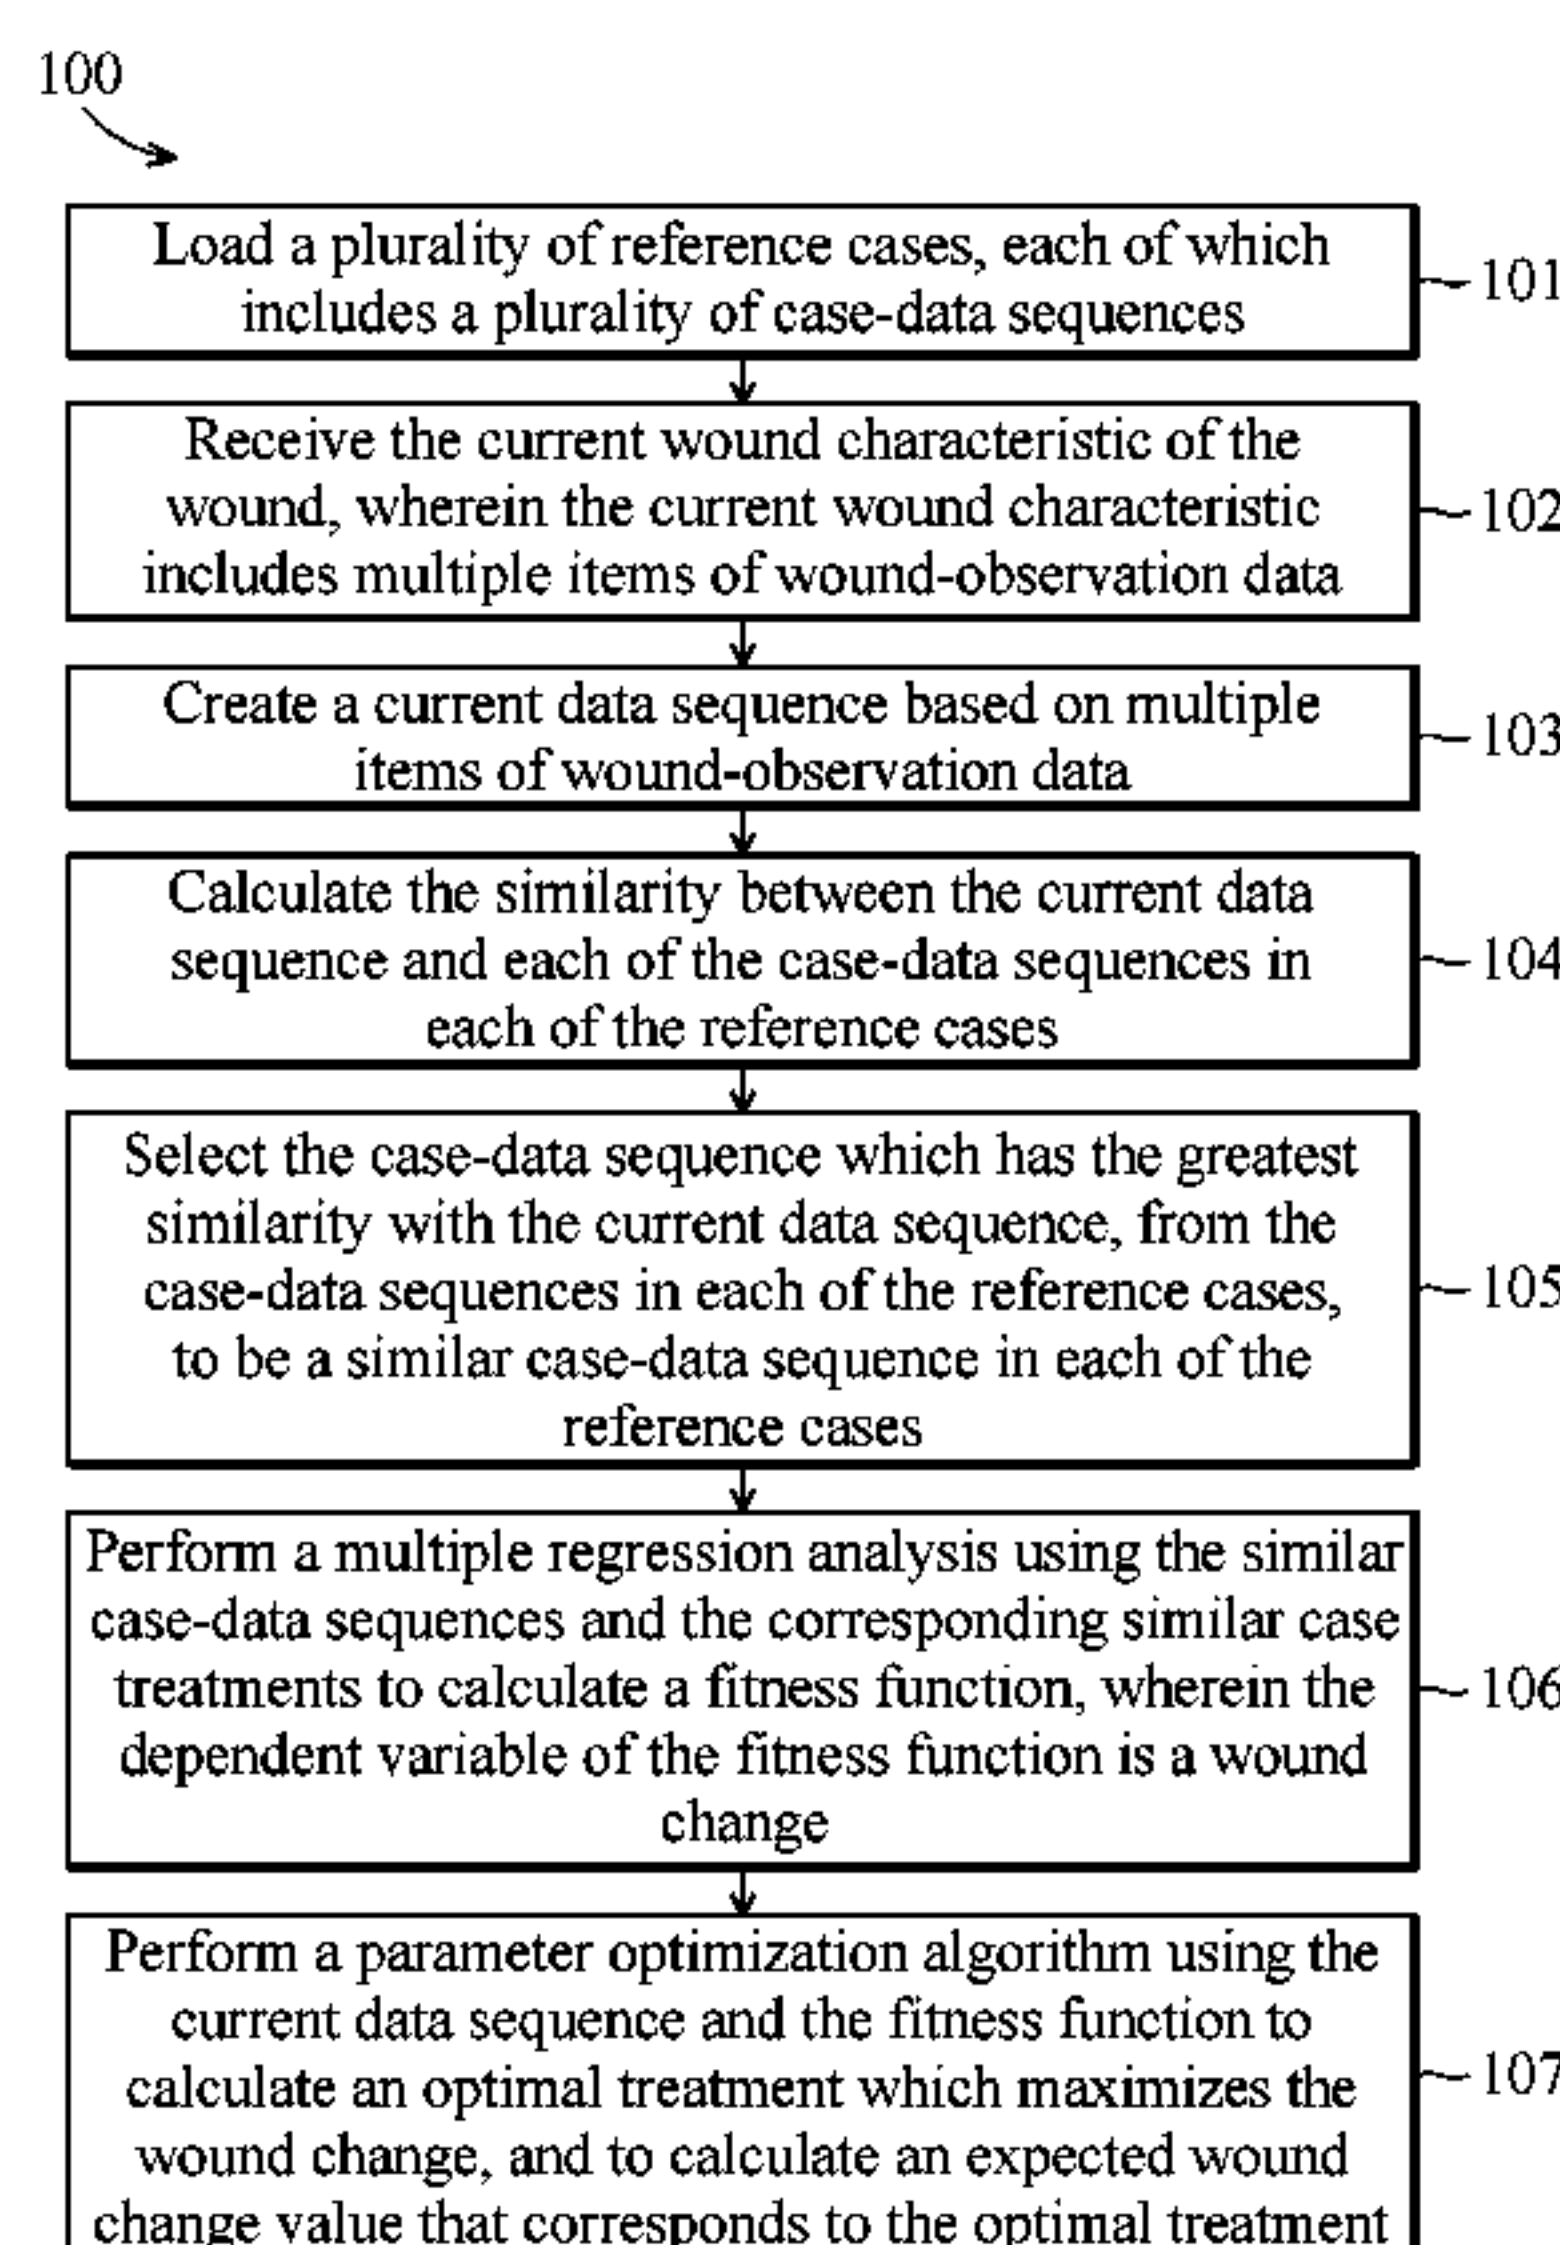 100
Load a plurality of reference cases, each of which
includes a plurality of case-data sequences
101
Receive the current wound characteristic of the
wound, wherein the current wound characteristic
includes multiple items of wound-observation data
102
Create a current data sequence based on multiple
items of wound-observation data
103
Calculate the similarity between the current data
sequence and each of the case-data sequences in
each of the reference cases
104
Select the case-data sequence which has the greatest
similarity with the current data sequence, from the
case-data sequences in each of the reference cases,
to be a similar case-data sequence in each of the
reference cases
105
Perform a multiple regression analysis using the similar
case-data sequences and the corresponding similar case
treatments to calculate a fitness function, wherein the
dependent variable of the fitness function is a wound
change
106
Perform a parameter optimization algorithm using the
current data sequence and the fitness function to
calculate an optimal treatment which maximizes the
wound change, and to calculate an expected wound
change value that corresponds to the optimal treatment
107